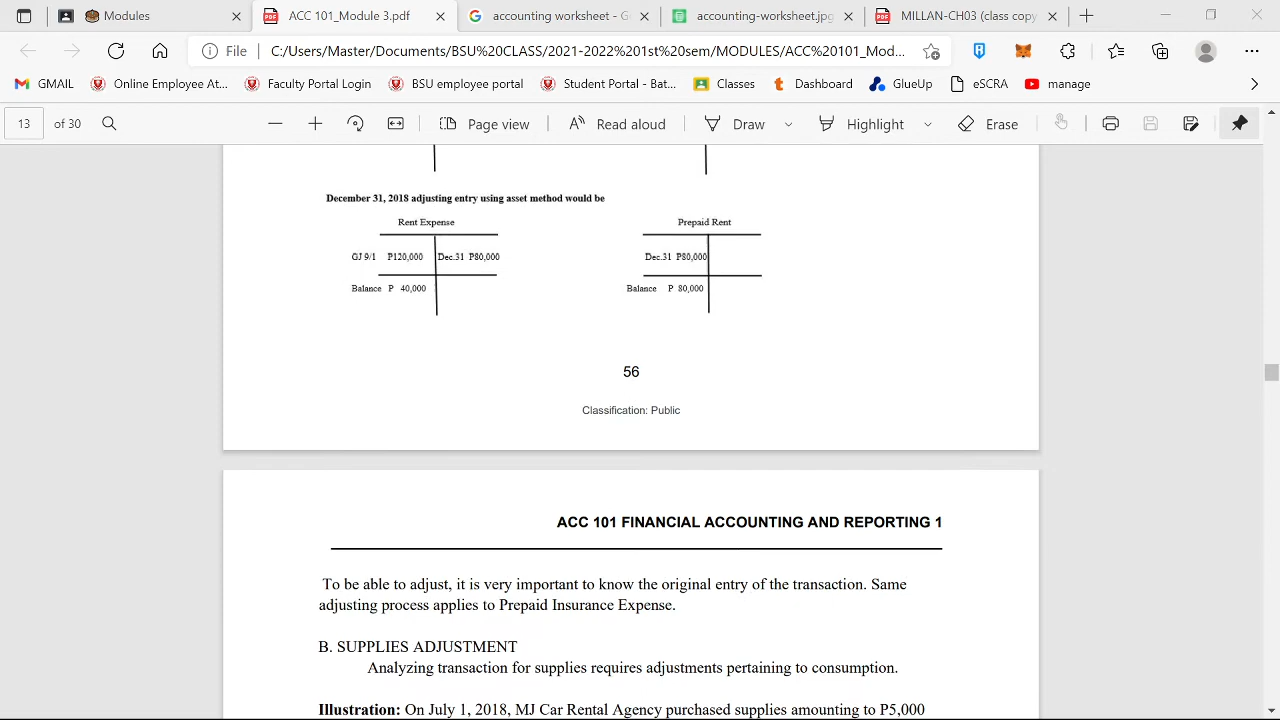 Modules
ACC 101_Module 3.pdf
accounting worksheet - G
accounting-worksheet.jpg
MILLAN-CH11 (class copy
File
C:/Users/Master/Documents/BSU%20CLASS/2021-2022%201st%20sem/MODULES/ACC%20101_Mod...
GMAIL
Online Employee At...
Faculty Portal Login
BSU employee portal
Student Portal - Bat...
Classes
Dashboard
GlueUp
eSCRA
manage
13 of 30
Page view
Read aloud
Draw
Highlight
Erase
December 31, 2018 adjusting entry using asset method would be
Rent Expense Prepaid Rent
GJ 9/1 P120,000 Dec.31 P80,000 Dec.31 P80,000
Balance P 40,000 Balance P 80,000
56
Classification: Public
ACC 101 FINANCIAL ACCOUNTING AND REPORTING 1
To be able to adjust, it is very important to know the original entry of the transaction. Same
adjusting process applies to Prepaid Insurance Expense.
B. SUPPLIES ADJUSTMENT
Analyzing transaction for supplies requires adjustments pertaining to consumption.
Illustration: On July 1, 2018, MJ Car Rental Agency purchased supplies amounting to P5,000